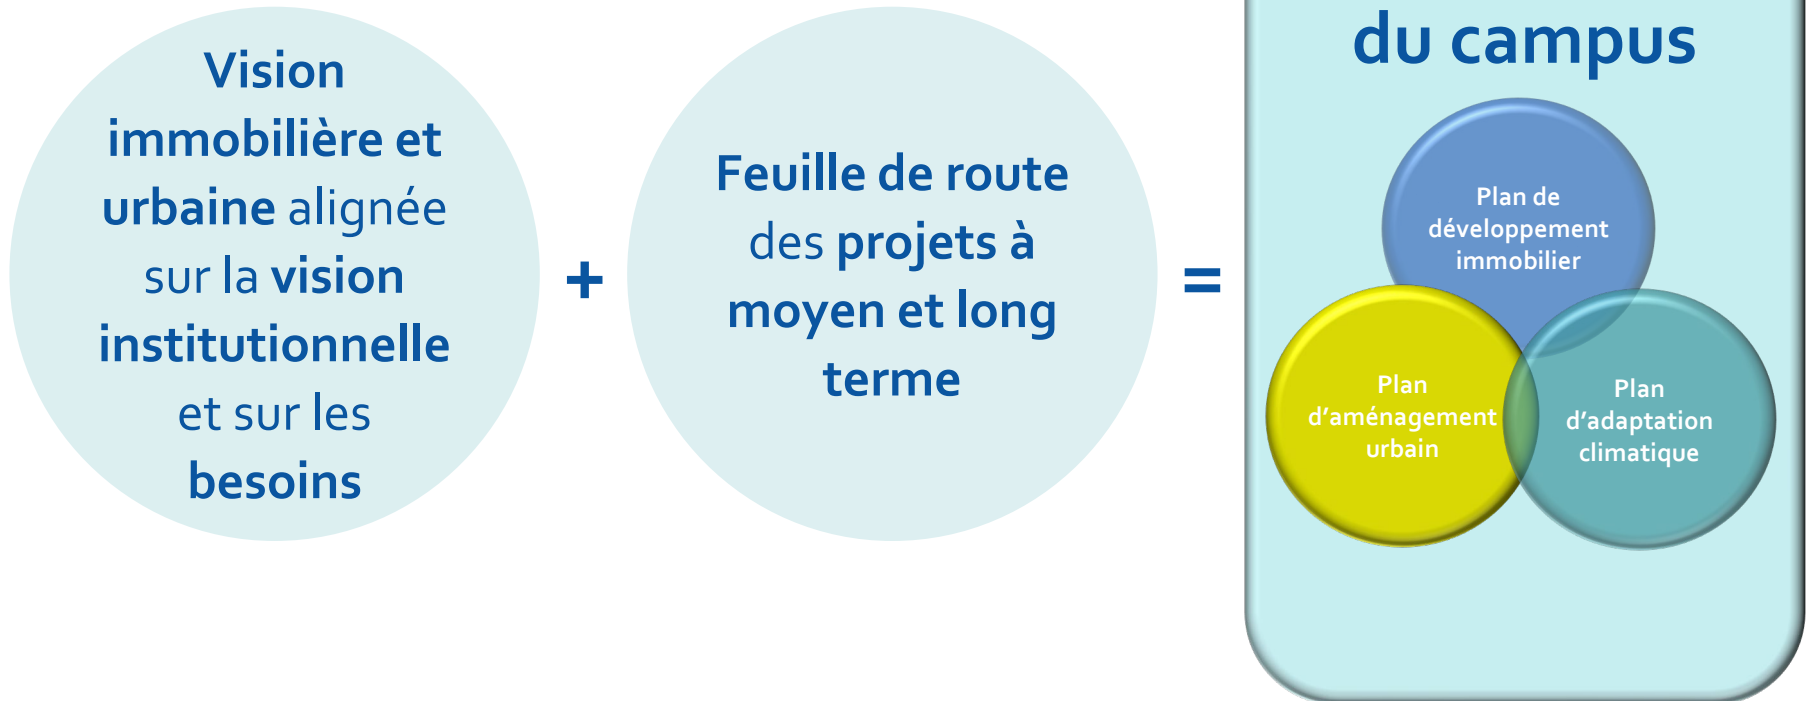 Vision
immobilière et
urbaine alignée
sur la vision
institutionnelle
et sur les
besoins
+
Feuille de route
des projets à
moyen et long
terme
=
du campus
Plan de
développement
immobilier
Plan
d’aménagement
urbain
Plan
d’adaptation
climatique